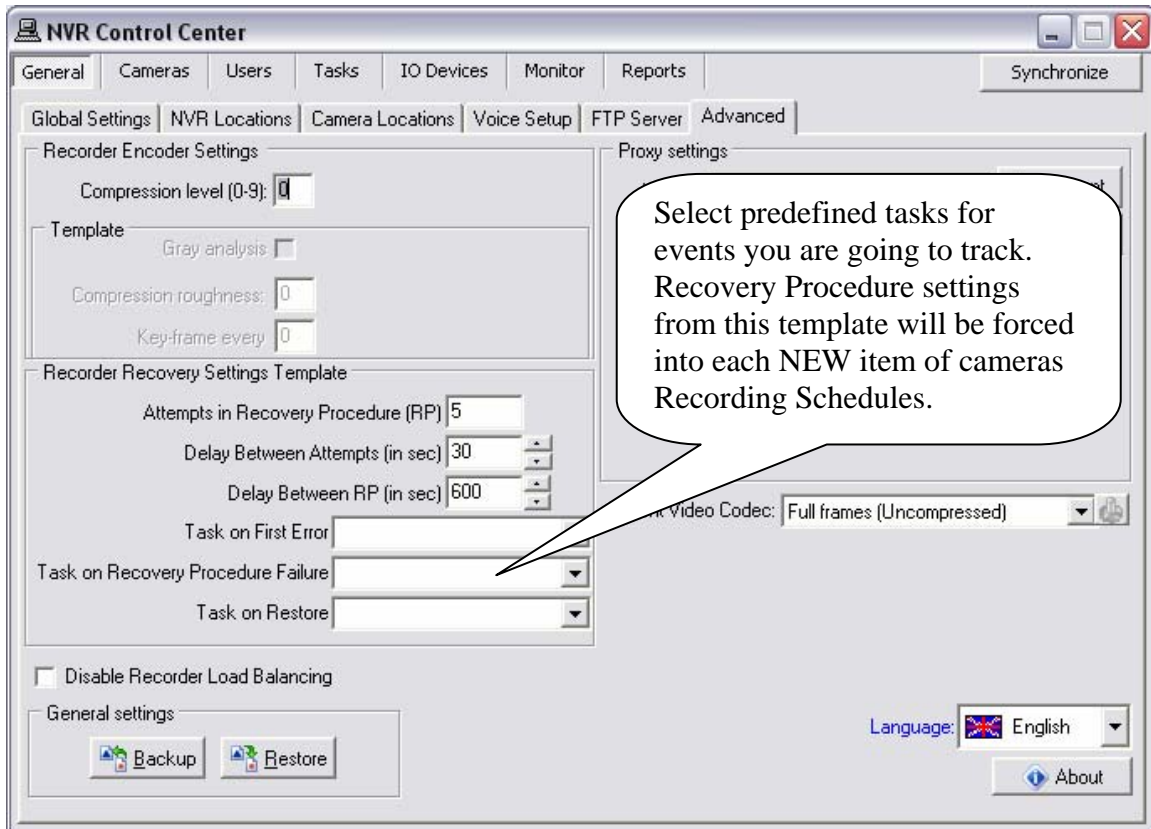 NVR Control Center
General Cameras Users Tasks IO Devices Monitor Reports Synchronize
Global Settings NVR Locations Camera Locations Voice Setup FTP Server Advanced
Recorder Encoder Settings
Compression level (0-9): 0
Template
Gray analysis
Compression roughness: 0
Key-frame every 0
Recorder Recovery Settings Template
Attempts in Recovery Procedure (RP) 5
Delay Between Attempts (in sec) 30
Delay Between RP (in sec) 600
Task on First Error
Task on Recovery Procedure Failure
Task on Restore
Disable Recorder Load Balancing
General settings
Backup Restore
Proxy settings
Select predefined tasks for
events you are going to track.
Recovery Procedure settings
from this template will be forced
into each NEW item of cameras
Recording Schedules.
Video Codec: Full frames (Uncompressed)
Language: English
About